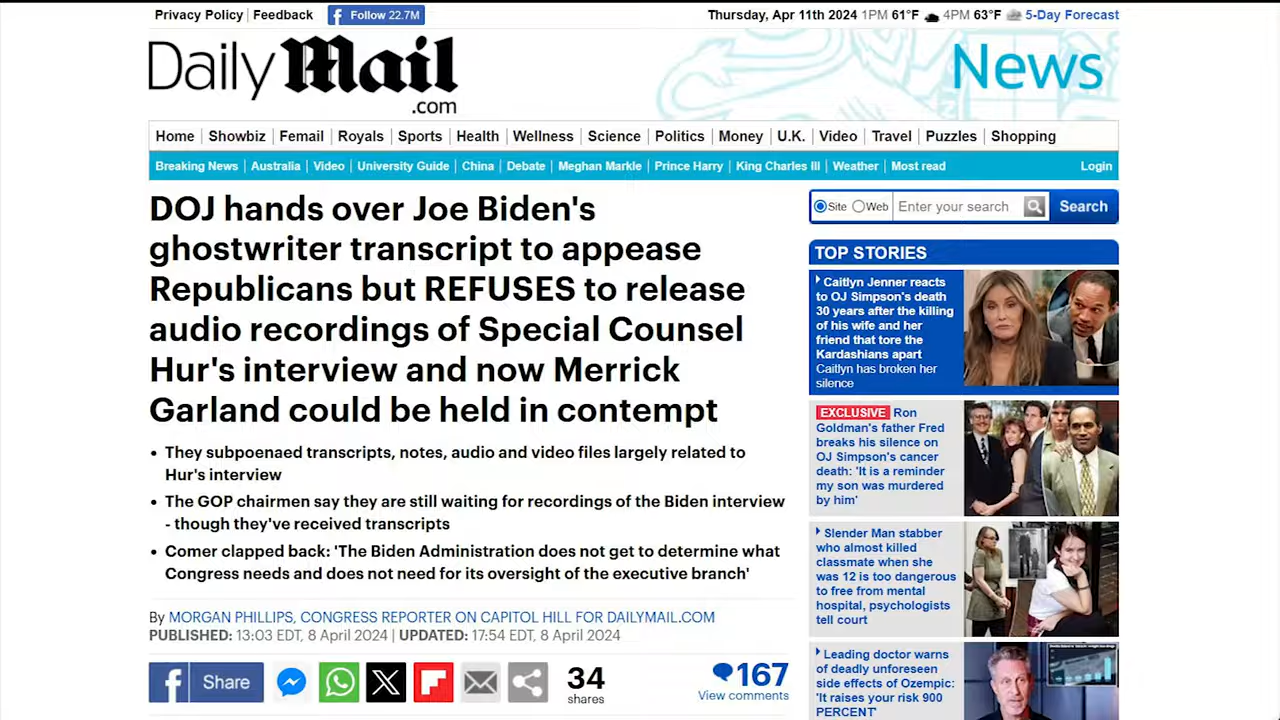 Privacy Policy | Feedback
Follow 22.7M
Thursday, Apr 11th 2024 1PM 61°F 4PM 63°F 5-Day Forecast
Daily Mail
.com
News
Home Showbiz Femail Royals Sports Health Wellness Science Politics Money U.K. Video Travel Puzzles Shopping
Breaking News Australia Video University Guide China Debate Meghan Markle Prince Harry King Charles III Weather Most read Login
DOJ hands over Joe Biden's
ghostwriter transcript to appease
Republicans but REFUSES to release
audio recordings of Special Counsel
Hur's interview and now Merrick
Garland could be held in contempt
• They subpoenaed transcripts, notes, audio and video files largely related to
Hur's interview
• The GOP chairmen say they are still waiting for recordings of the Biden interview
- though they've received transcripts
• Comer clapped back: 'The Biden Administration does not get to determine what
Congress needs and does not need for its oversight of the executive branch'
By MORGAN PHILLIPS, CONGRESS REPORTER ON CAPITOL HILL FOR DAILYMAIL.COM
PUBLISHED: 13:03 EDT, 8 April 2024 | UPDATED: 17:54 EDT, 8 April 2024
Share
34
shares
167
View comments
Site Web Enter your search Search
TOP STORIES
Caitlyn Jenner reacts
to OJ Simpson's death
30 years after the killing
of his wife and her
friend that tore the
Kardashians apart
Caitlyn has broken her
silence
EXCLUSIVE Ron
Goldman's father Fred
breaks his silence on
OJ Simpson's cancer
death: 'It is a reminder
my son was murdered
by him'
Slender Man stabber
who almost killed
classmate when she
was 12 is too dangerous
to free from mental
hospital, psychologists
tell court
Leading doctor warns
of deadly unforeseen
side effects of Ozempic:
'It raises your risk 900
PERCENT'